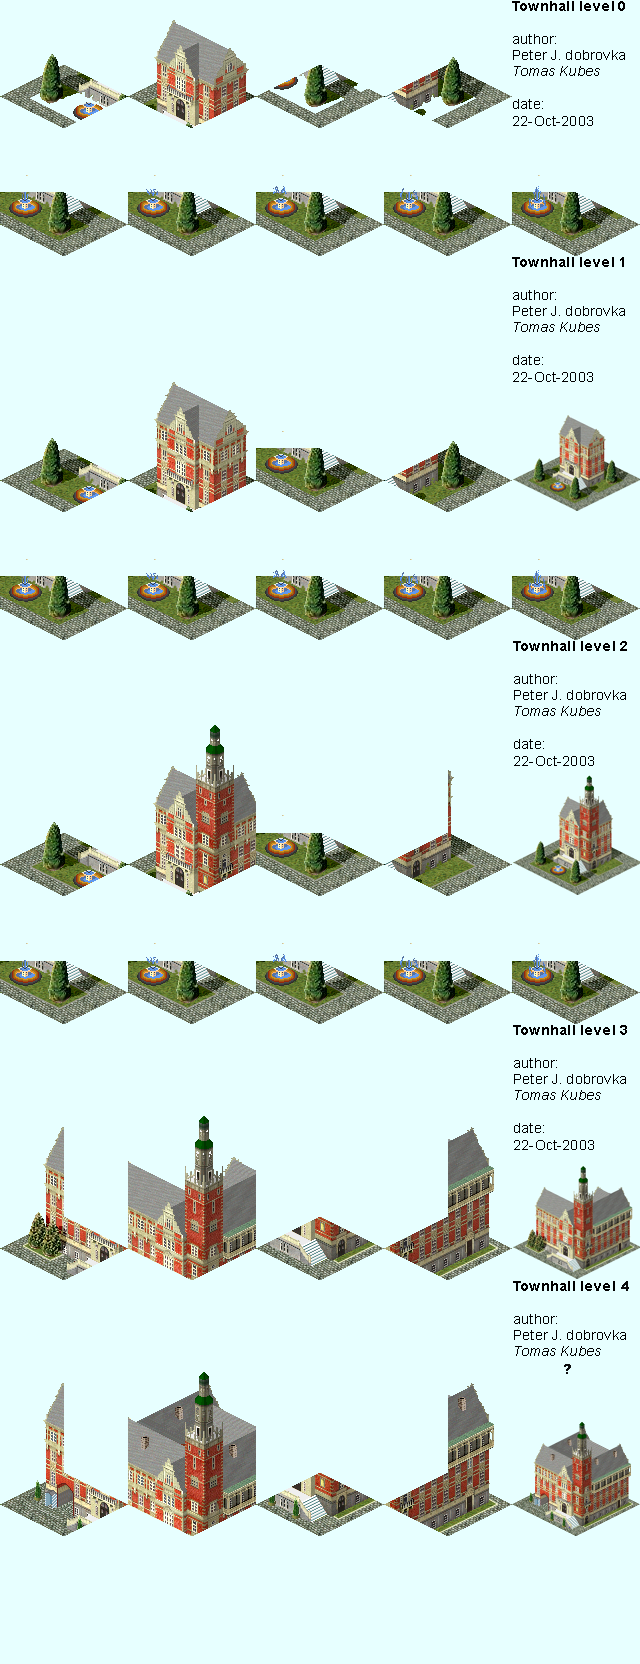 Townhall level 0
author:
Peter J. dobrovka
Tomas Kubes
date:
22-Oct-2003
Townhall level 1
author:
Peter J. dobrovka
Tomas Kubes
date:
22-Oct-2003
Townhall level 2
author:
Peter J. dobrovka
Tomas Kubes
date:
22-Oct-2003
Townhall level 3
author:
Peter J. dobrovka
Tomas Kubes
date:
22-Oct-2003
Townhall level 4
author:
Peter J. dobrovka
Tomas Kubes
?